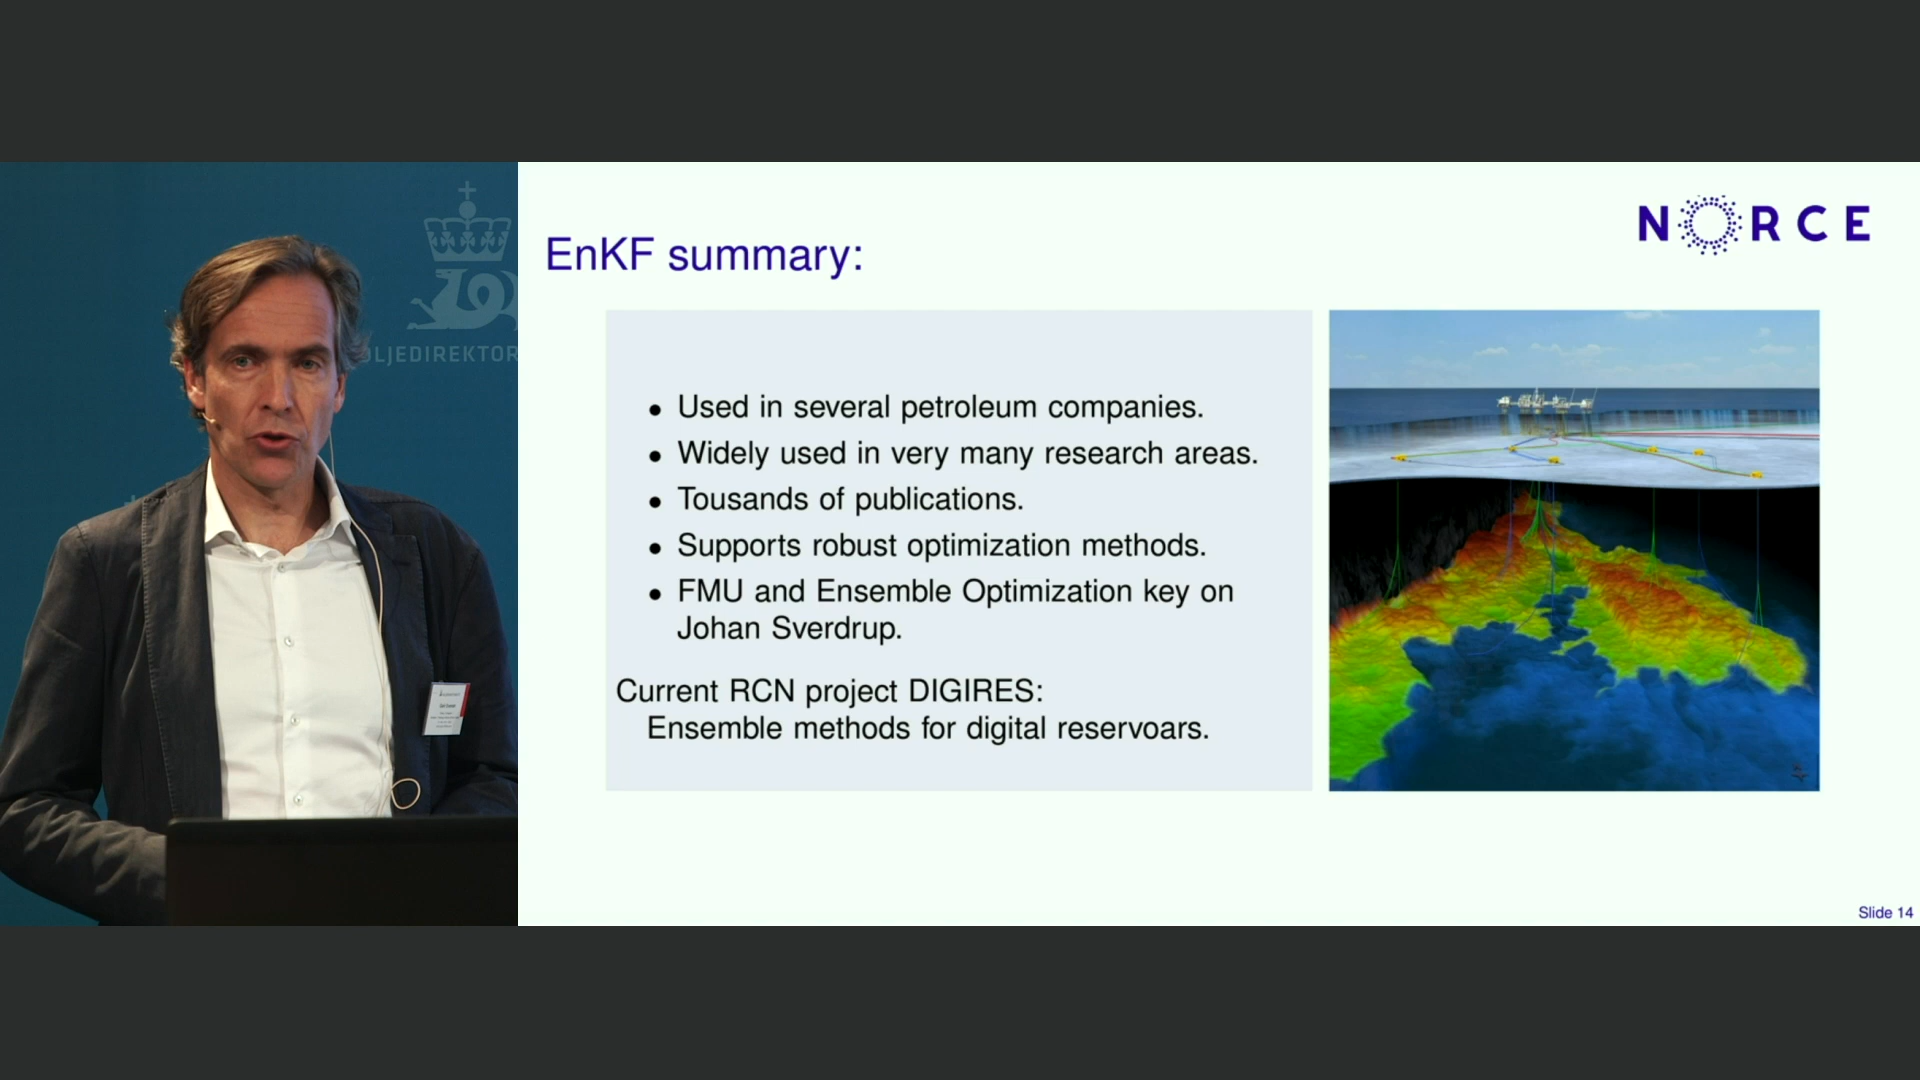 OLJEDIREKTOR
NORCE
EnKF summary:
• Used in several petroleum companies.
• Widely used in very many research areas.
• Tousands of publications.
• Supports robust optimization methods.
• FMU and Ensemble Optimization key on
Johan Sverdrup.
Current RCN project DIGIRES:
Ensemble methods for digital reservoars.
Slide 14